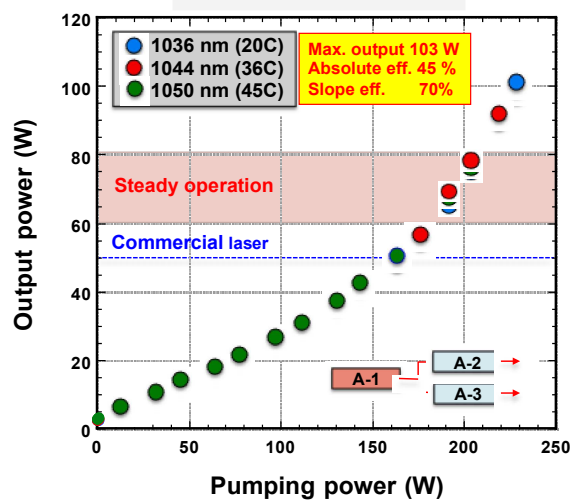 120
100
80
60
40
20
0
Output power (W)
1036 nm (20C)
1044 nm (36C)
1050 nm (45C)
Max. output 103 W
Absolute eff. 45 %
Slope eff. 70%
Steady operation
Commercial laser
A-1
A-2
A-3
0 50 100 150 200 250
Pumping power (W)